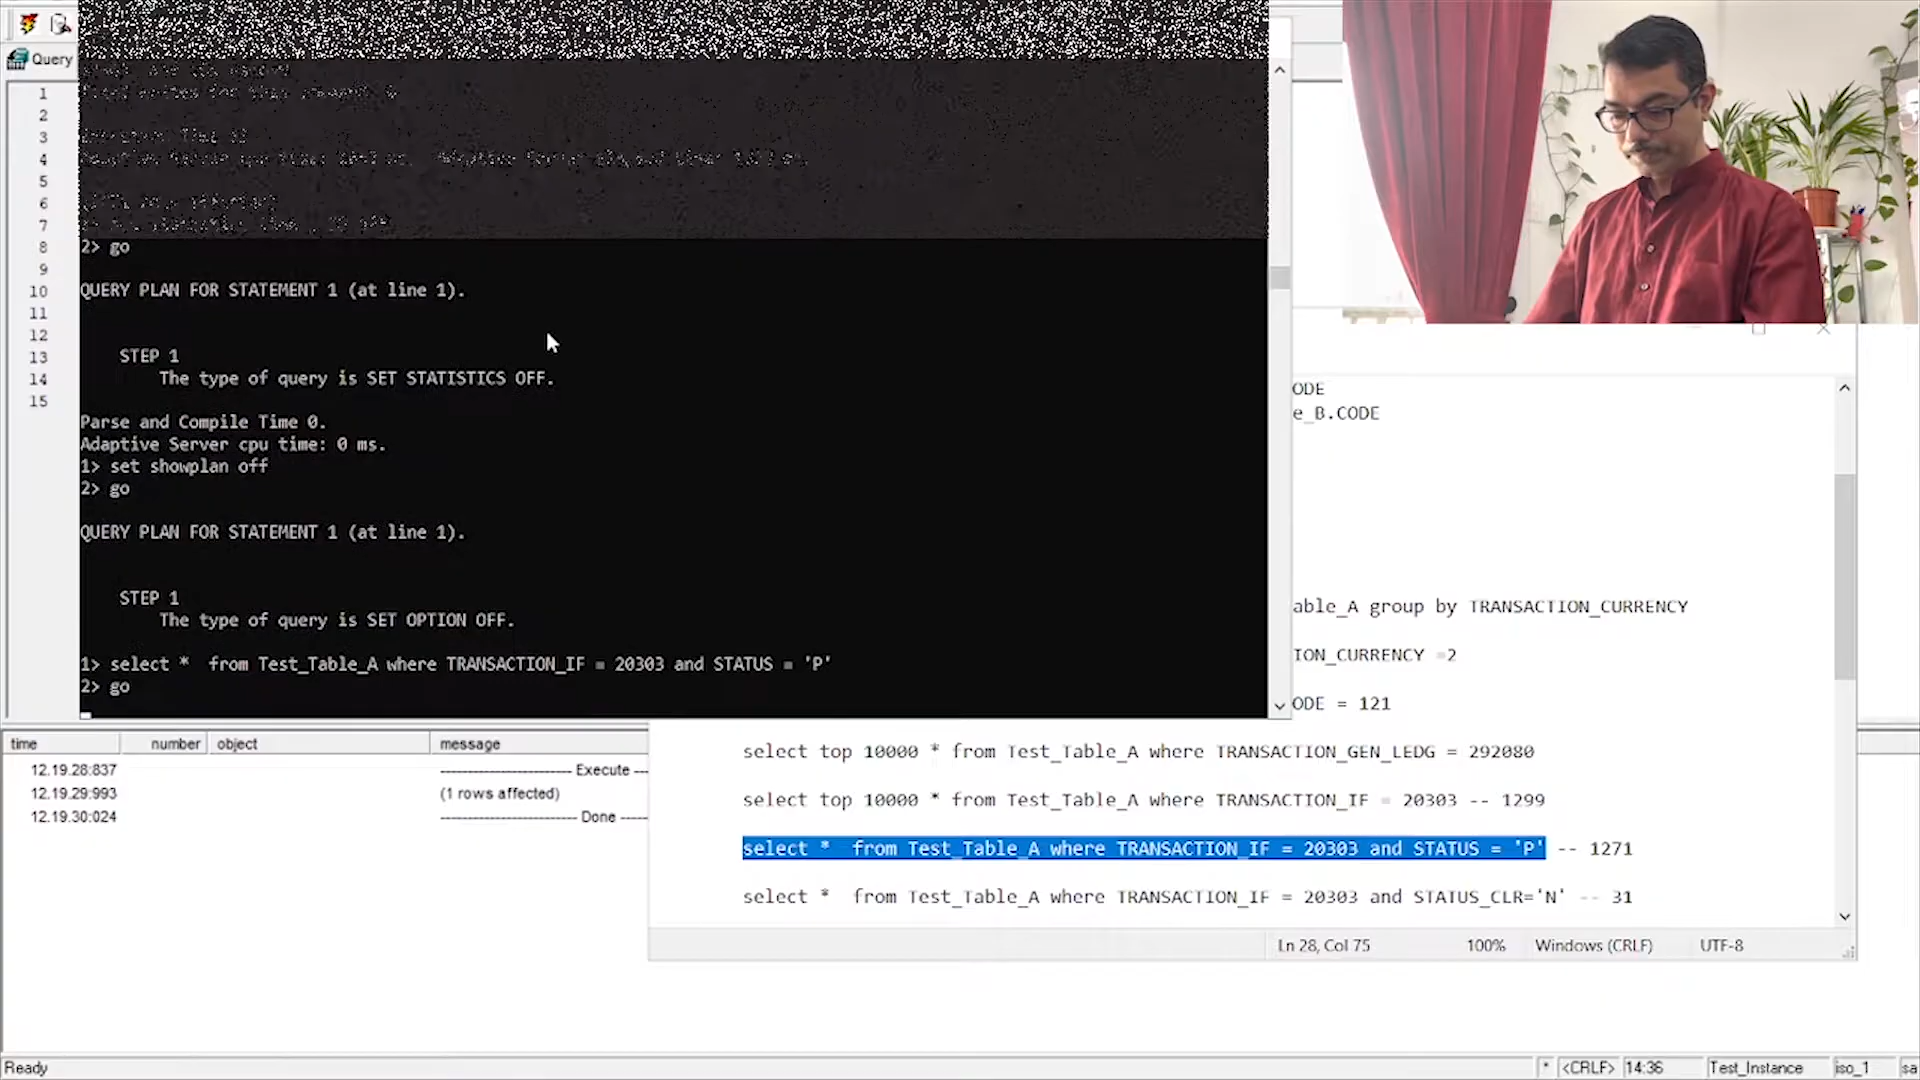 Query
1
2
3
4
5
6
7
8
9
10
11
12
13
14
15
2> go
QUERY PLAN FOR STATEMENT 1 (at line 1).
STEP 1
The type of query is SET STATISTICS OFF.
Parse and Compile Time 0.
Adaptive Server cpu time: 0 ms.
1> set showplan off
2> go
QUERY PLAN FOR STATEMENT 1 (at line 1).
STEP 1
The type of query is SET OPTION OFF.
1> select *  from Test_Table_A where TRANSACTION_IF = 20303 and STATUS = 'P'
2> go
ODE
e_B.CODE
able_A group by TRANSACTION_CURRENCY
ION_CURRENCY =2
ODE = 121
select top 10000 * from Test_Table_A where TRANSACTION_GEN_LEDG = 292080
select top 10000 * from Test_Table_A where TRANSACTION_IF = 20303 -- 1299
select *  from Test_Table_A where TRANSACTION_IF = 20303 and STATUS = 'P' -- 1271
select *  from Test_Table_A where TRANSACTION_IF = 20303 and STATUS_CLR='N' -- 31
Ln 28, Col 75 100% Windows (CRLF) UTF-8
time number object message
12.19.28:837 Execute
12.19.29:993 (1 rows affected)
12.19.30:024 Done
Ready * <CRLF> 14:36 Test_Instance iso_1 sa